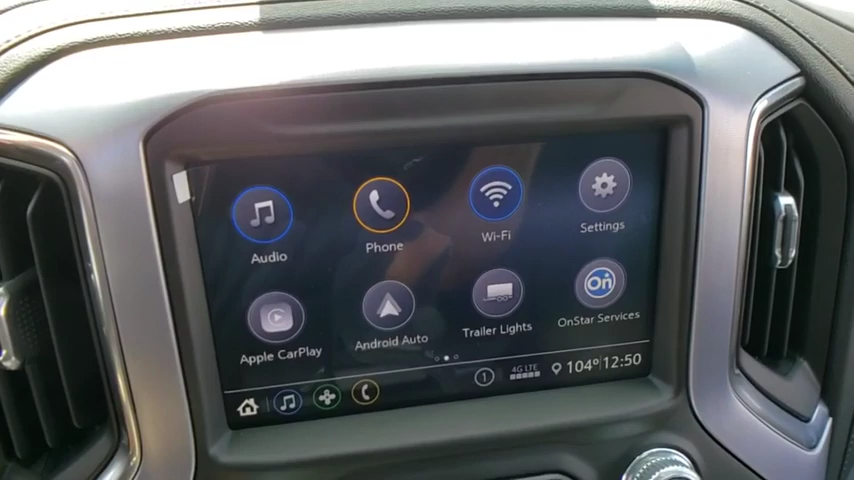 Audio
Phone
Wi-Fi
Settings
Apple CarPlay
Android Auto
Trailer Lights
On
OnStar Services
1
4G LTE
104° 12:50